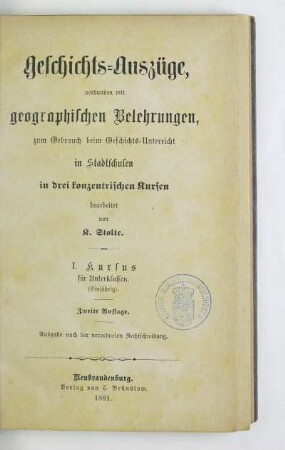 Geschichts-Auszüge,
verbunden mit
geographischen Belehrungen,
zum Gebrauch beim Geschichts-Unterricht
in Stadtschulen
in drei konzentrischen Kursen
bearbeitet
von
K. Stolte.
I. Kursus
für Unterklassen.
(Einjährig.)
Zweite Auflage.
Ausgabe nach der verordneten Rechtschreibung.
Neubrandenburg.
Verlag von C. Brünslow.
1881.